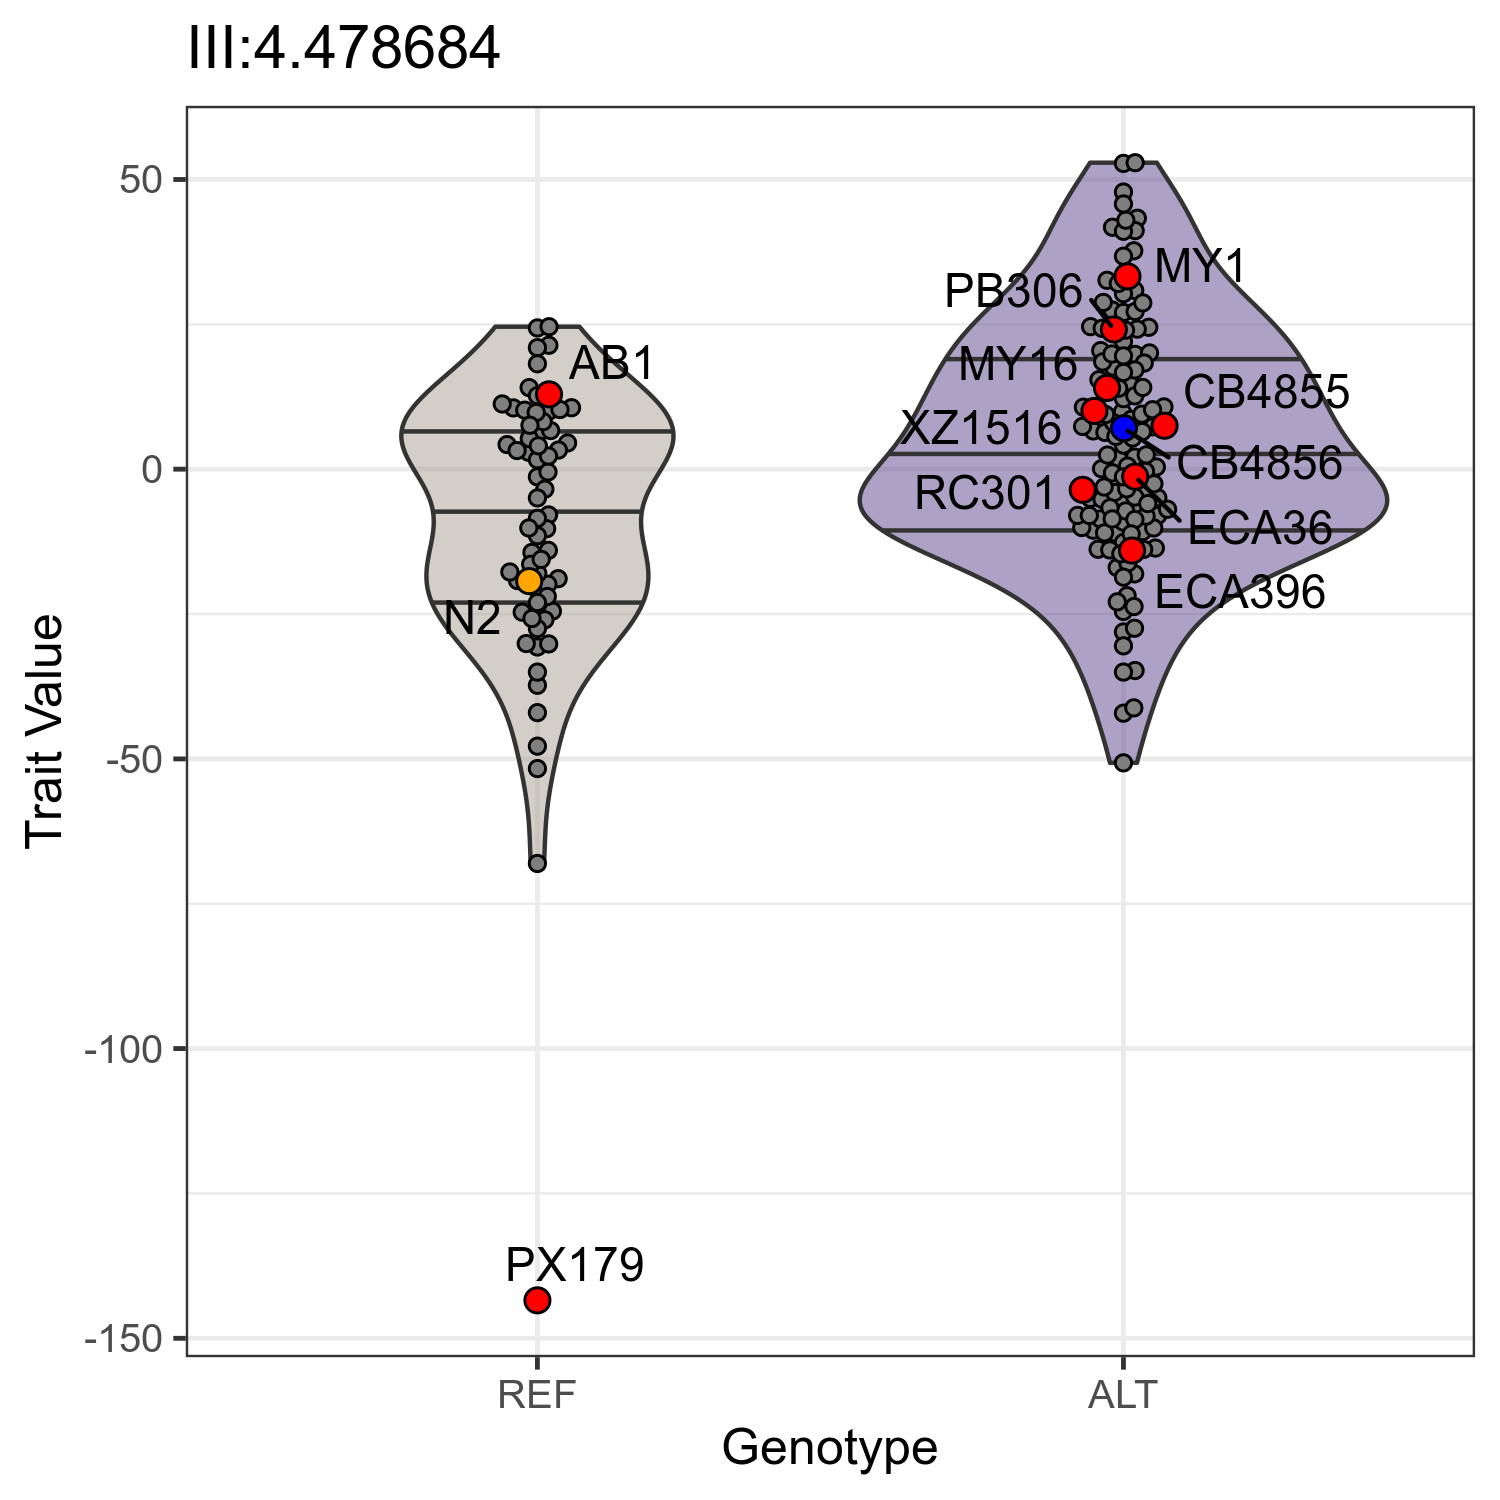 III:4.478684
50
0
-50
-100
-150
Trait Value
MY1
PB306
AB1
MY16
CB4855
XZ1516
CB4856
RC301
ECA36
ECA396
N2
PX179
REF
ALT
Genotype